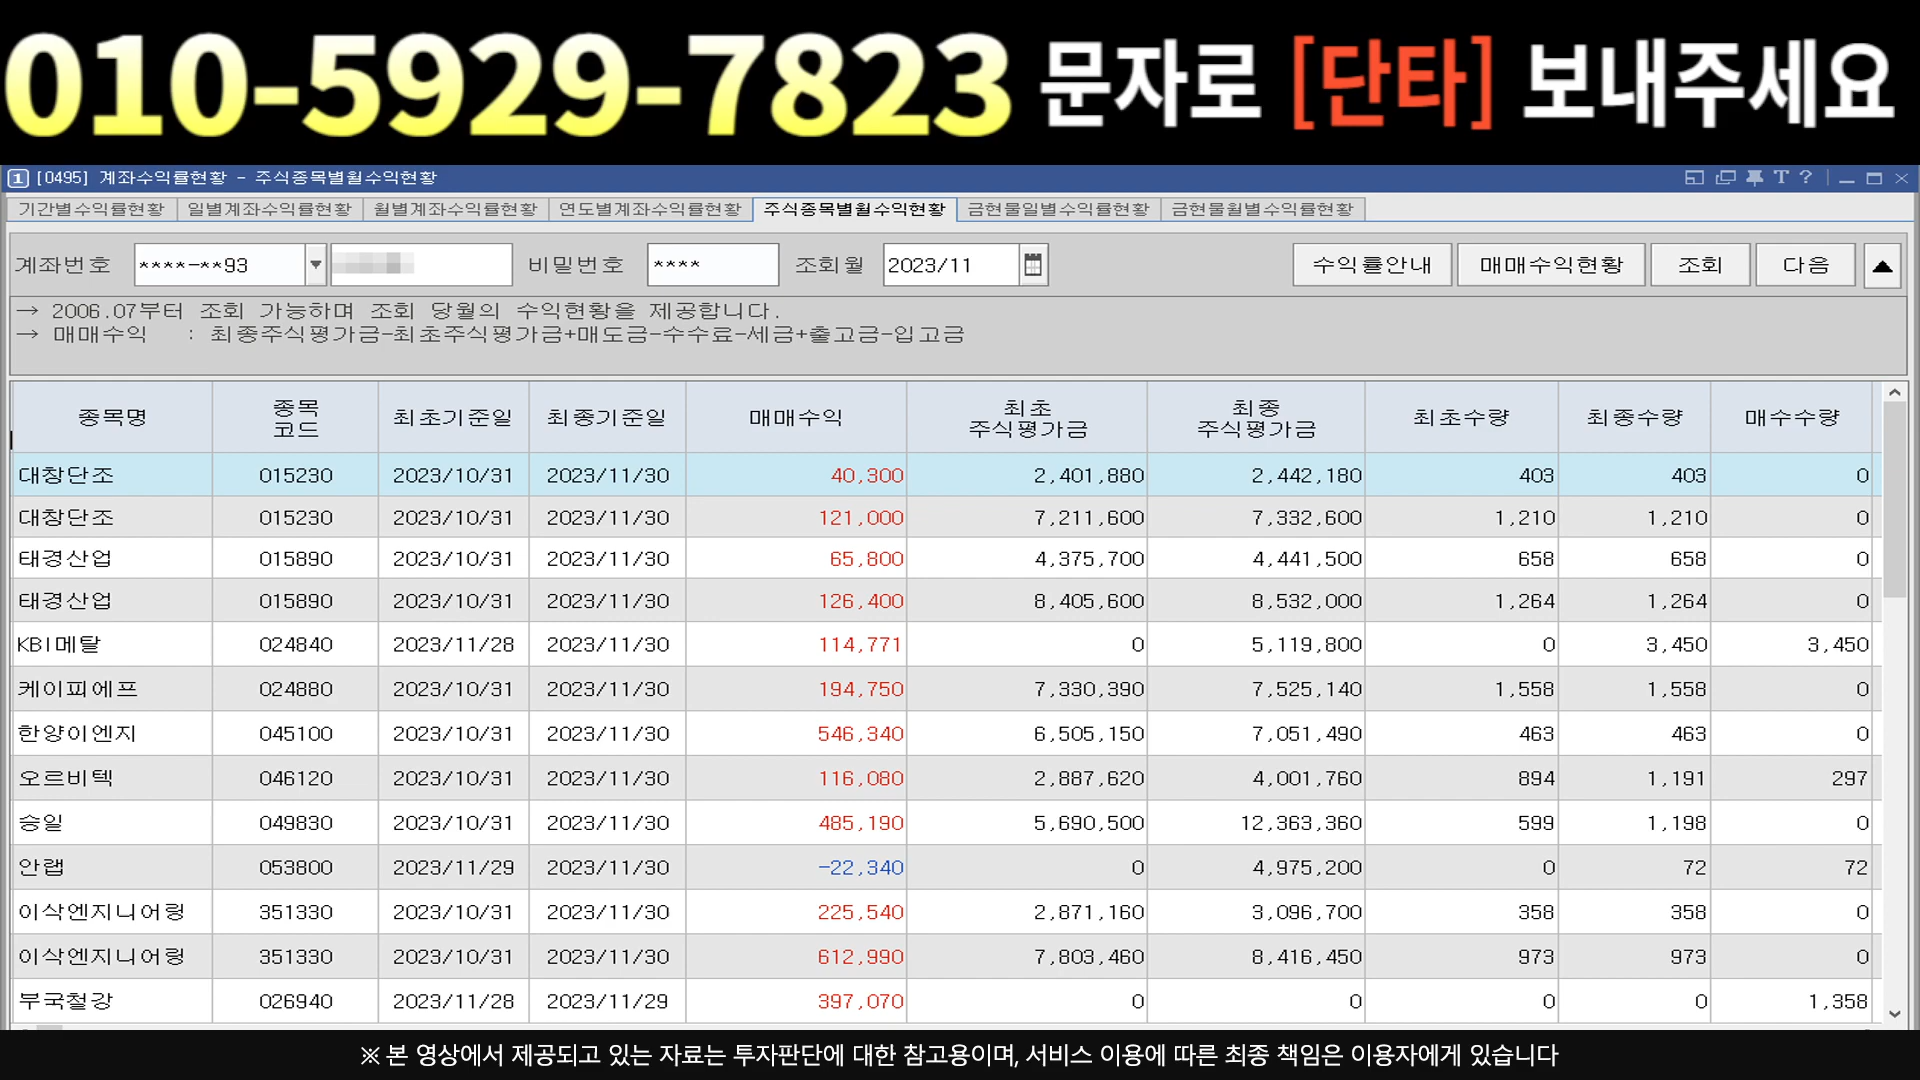 010-5929-7823 문자로 [단타] 보내주세요
1 [0495] 계좌수익률현황 - 주식종목별월수익현황
기간별수익률현황 일별계좌수익률현황 월별계좌수익률현황 연도별계좌수익률현황 주식종목별월수익현황 금현물일별수익률현황 금현물월별수익률현황
계좌번호 ****-**93 비밀번호 **** 조회월 2023/11 수익률안내 매매수익현황 조회 다음
→ 2006.07부터 조회 가능하며 조회 당월의 수익현황을 제공합니다.
→ 매매수익 : 최종주식평가금-최초주식평가금+매도금-수수료-세금+출고금-입고금
종목명 종목코드 최초기준일 최종기준일 매매수익 최초주식평가금 최종주식평가금 최초수량 최종수량 매수수량
대창단조 015230 2023/10/31 2023/11/30 40,300 2,401,880 2,442,180 403 403 0
대창단조 015230 2023/10/31 2023/11/30 121,000 7,211,600 7,332,600 1,210 1,210 0
태경산업 015890 2023/10/31 2023/11/30 65,800 4,375,700 4,441,500 658 658 0
태경산업 015890 2023/10/31 2023/11/30 126,400 8,405,600 8,532,000 1,264 1,264 0
KBI메탈 024840 2023/11/28 2023/11/30 114,771 0 5,119,800 0 3,450 3,450
케이피에프 024880 2023/10/31 2023/11/30 194,750 7,330,390 7,525,140 1,558 1,558 0
한양이엔지 045100 2023/10/31 2023/11/30 546,340 6,505,150 7,051,490 463 463 0
오르비텍 046120 2023/10/31 2023/11/30 116,080 2,887,620 4,001,760 894 1,191 297
승일 049830 2023/10/31 2023/11/30 485,190 5,690,500 12,363,360 599 1,198 0
안랩 053800 2023/11/29 2023/11/30 -22,340 0 4,975,200 0 72 72
이삭엔지니어링 351330 2023/10/31 2023/11/30 225,540 2,871,160 3,096,700 358 358 0
이삭엔지니어링 351330 2023/10/31 2023/11/30 612,990 7,803,460 8,416,450 973 973 0
부국철강 026940 2023/11/28 2023/11/29 397,070 0 0 0 0 1,358
※ 본 영상에서 제공되고 있는 자료는 투자판단에 대한 참고용이며, 서비스 이용에 따른 최종 책임은 이용자에게 있습니다